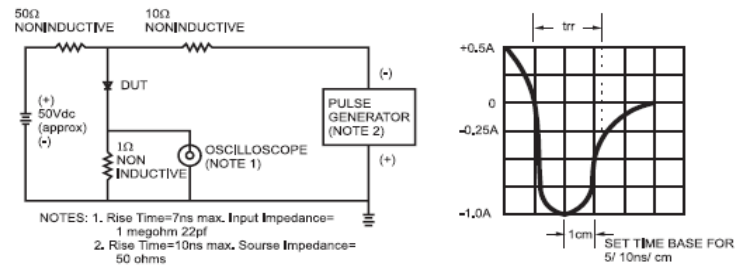 50Ω
NONINDUCTIVE
10Ω
NONINDUCTIVE
(+)
50Vdc
(approx)
(-)
DUT
1Ω
NON
INDUCTIVE
OSCILLOSCOPE
(NOTE 1)
(-)
PULSE
GENERATOR
(NOTE 2)
(+)
NOTES: 1. Rise Time=7ns max. Input Impedance=
1 megohm 22pf
2. Rise Time=10ns max. Sourse Impedance=
50 ohms
trr
+0.5A
0
-0.25A
-1.0A
1cm
SET TIME BASE FOR
5/ 10ns/ cm